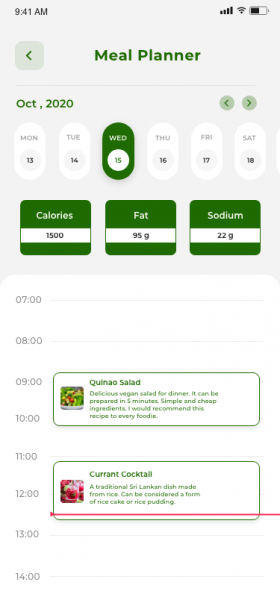 9:41 AM
Meal Planner
Oct , 2020
MON TUE WED THU FRI SAT
13 14 15 16 17 18
Calories Fat Sodium
1500 95 g 22 g
07:00
08:00
09:00
Quinao Salad
Delicious vegan salad for dinner. It can be
prepared in 5 minutes. Simple and cheap
ingredients. I would recommend this
recipe to every foodie.
10:00
11:00
Currant Cocktail
A traditional Sri Lankan dish made
from rice. Can be considered a form
of rice cake or rice pudding.
12:00
13:00
14:00